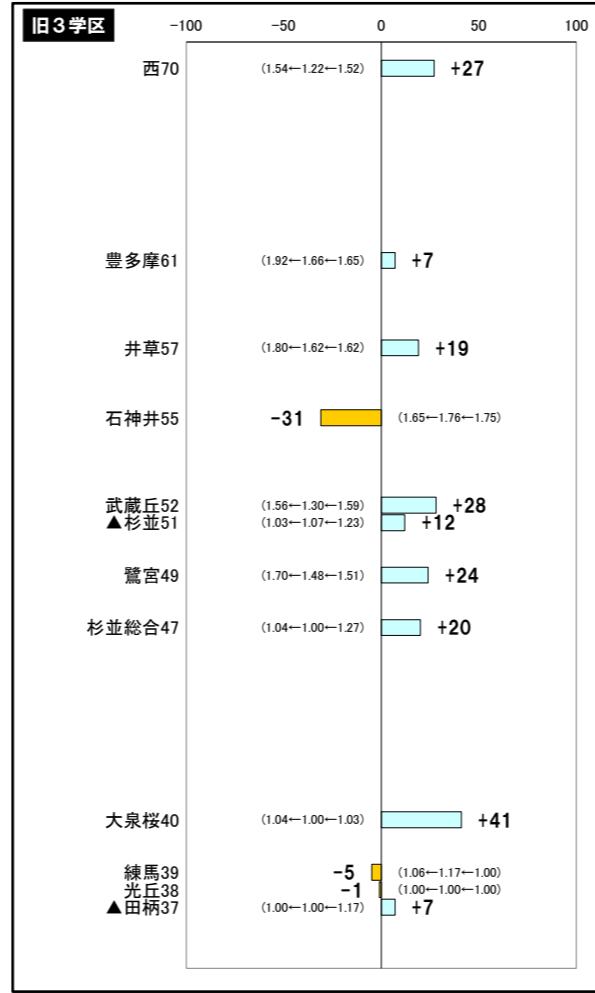 旧3学区
-100 -50 0 50 100
西70 (1.54←1.22←1.52) +27
豊多摩61 (1.92←1.66←1.65) +7
井草57 (1.80←1.62←1.62) +19
石神井55 -31 (1.65←1.76←1.75)
武蔵丘52 (1.56←1.30←1.59) +28
▲杉並51 (1.03←1.07←1.23) +12
鷺宮49 (1.70←1.48←1.51) +24
杉並総合47 (1.04←1.00←1.27) +20
大泉桜40 (1.04←1.00←1.03) +41
練馬39 -5 (1.06←1.17←1.00)
光丘38 -1 (1.00←1.00←1.00)
▲田柄37 (1.00←1.00←1.17) +7